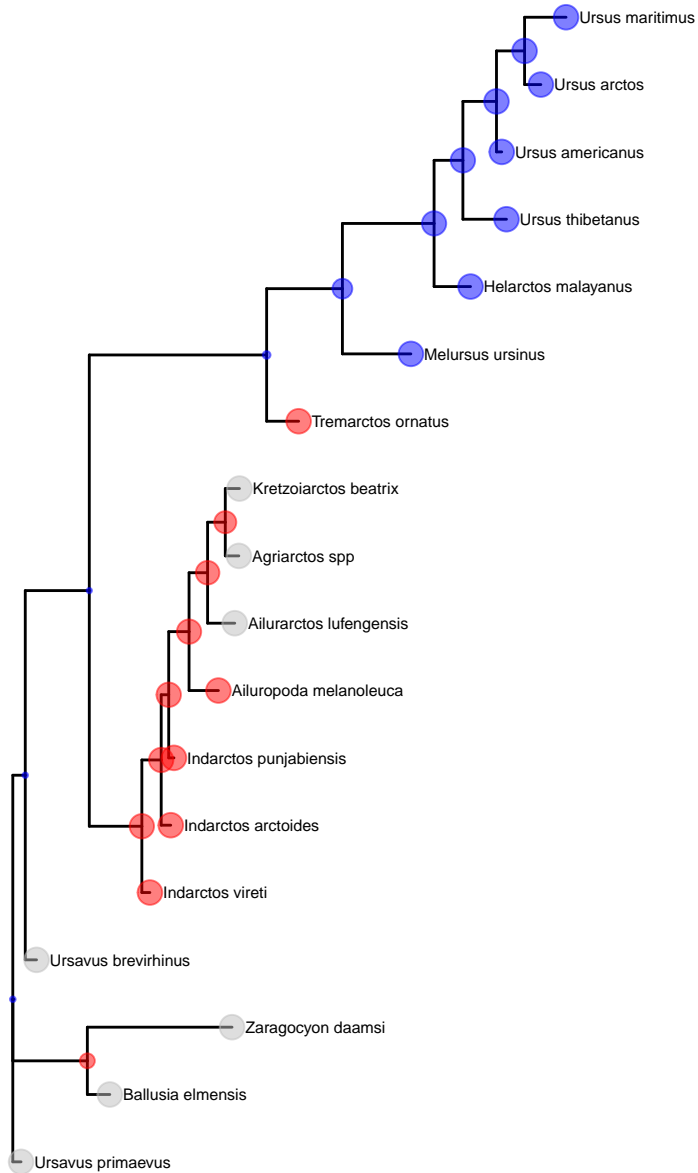 Ursus maritimus
Ursus arctos
Ursus americanus
Ursus thibetanus
Helarctos malayanus
Melursus ursinus
Tremarctos ornatus
Kretzoiarctos beatrix
Agriarctos spp
Ailurarctos lufengensis
Ailuropoda melanoleuca
Indarctos punjabiensis
Indarctos arctoides
Indarctos vireti
Ursavus brevirhinus
Zaragocyon daamsi
Ballusia elmensis
Ursavus primaevus